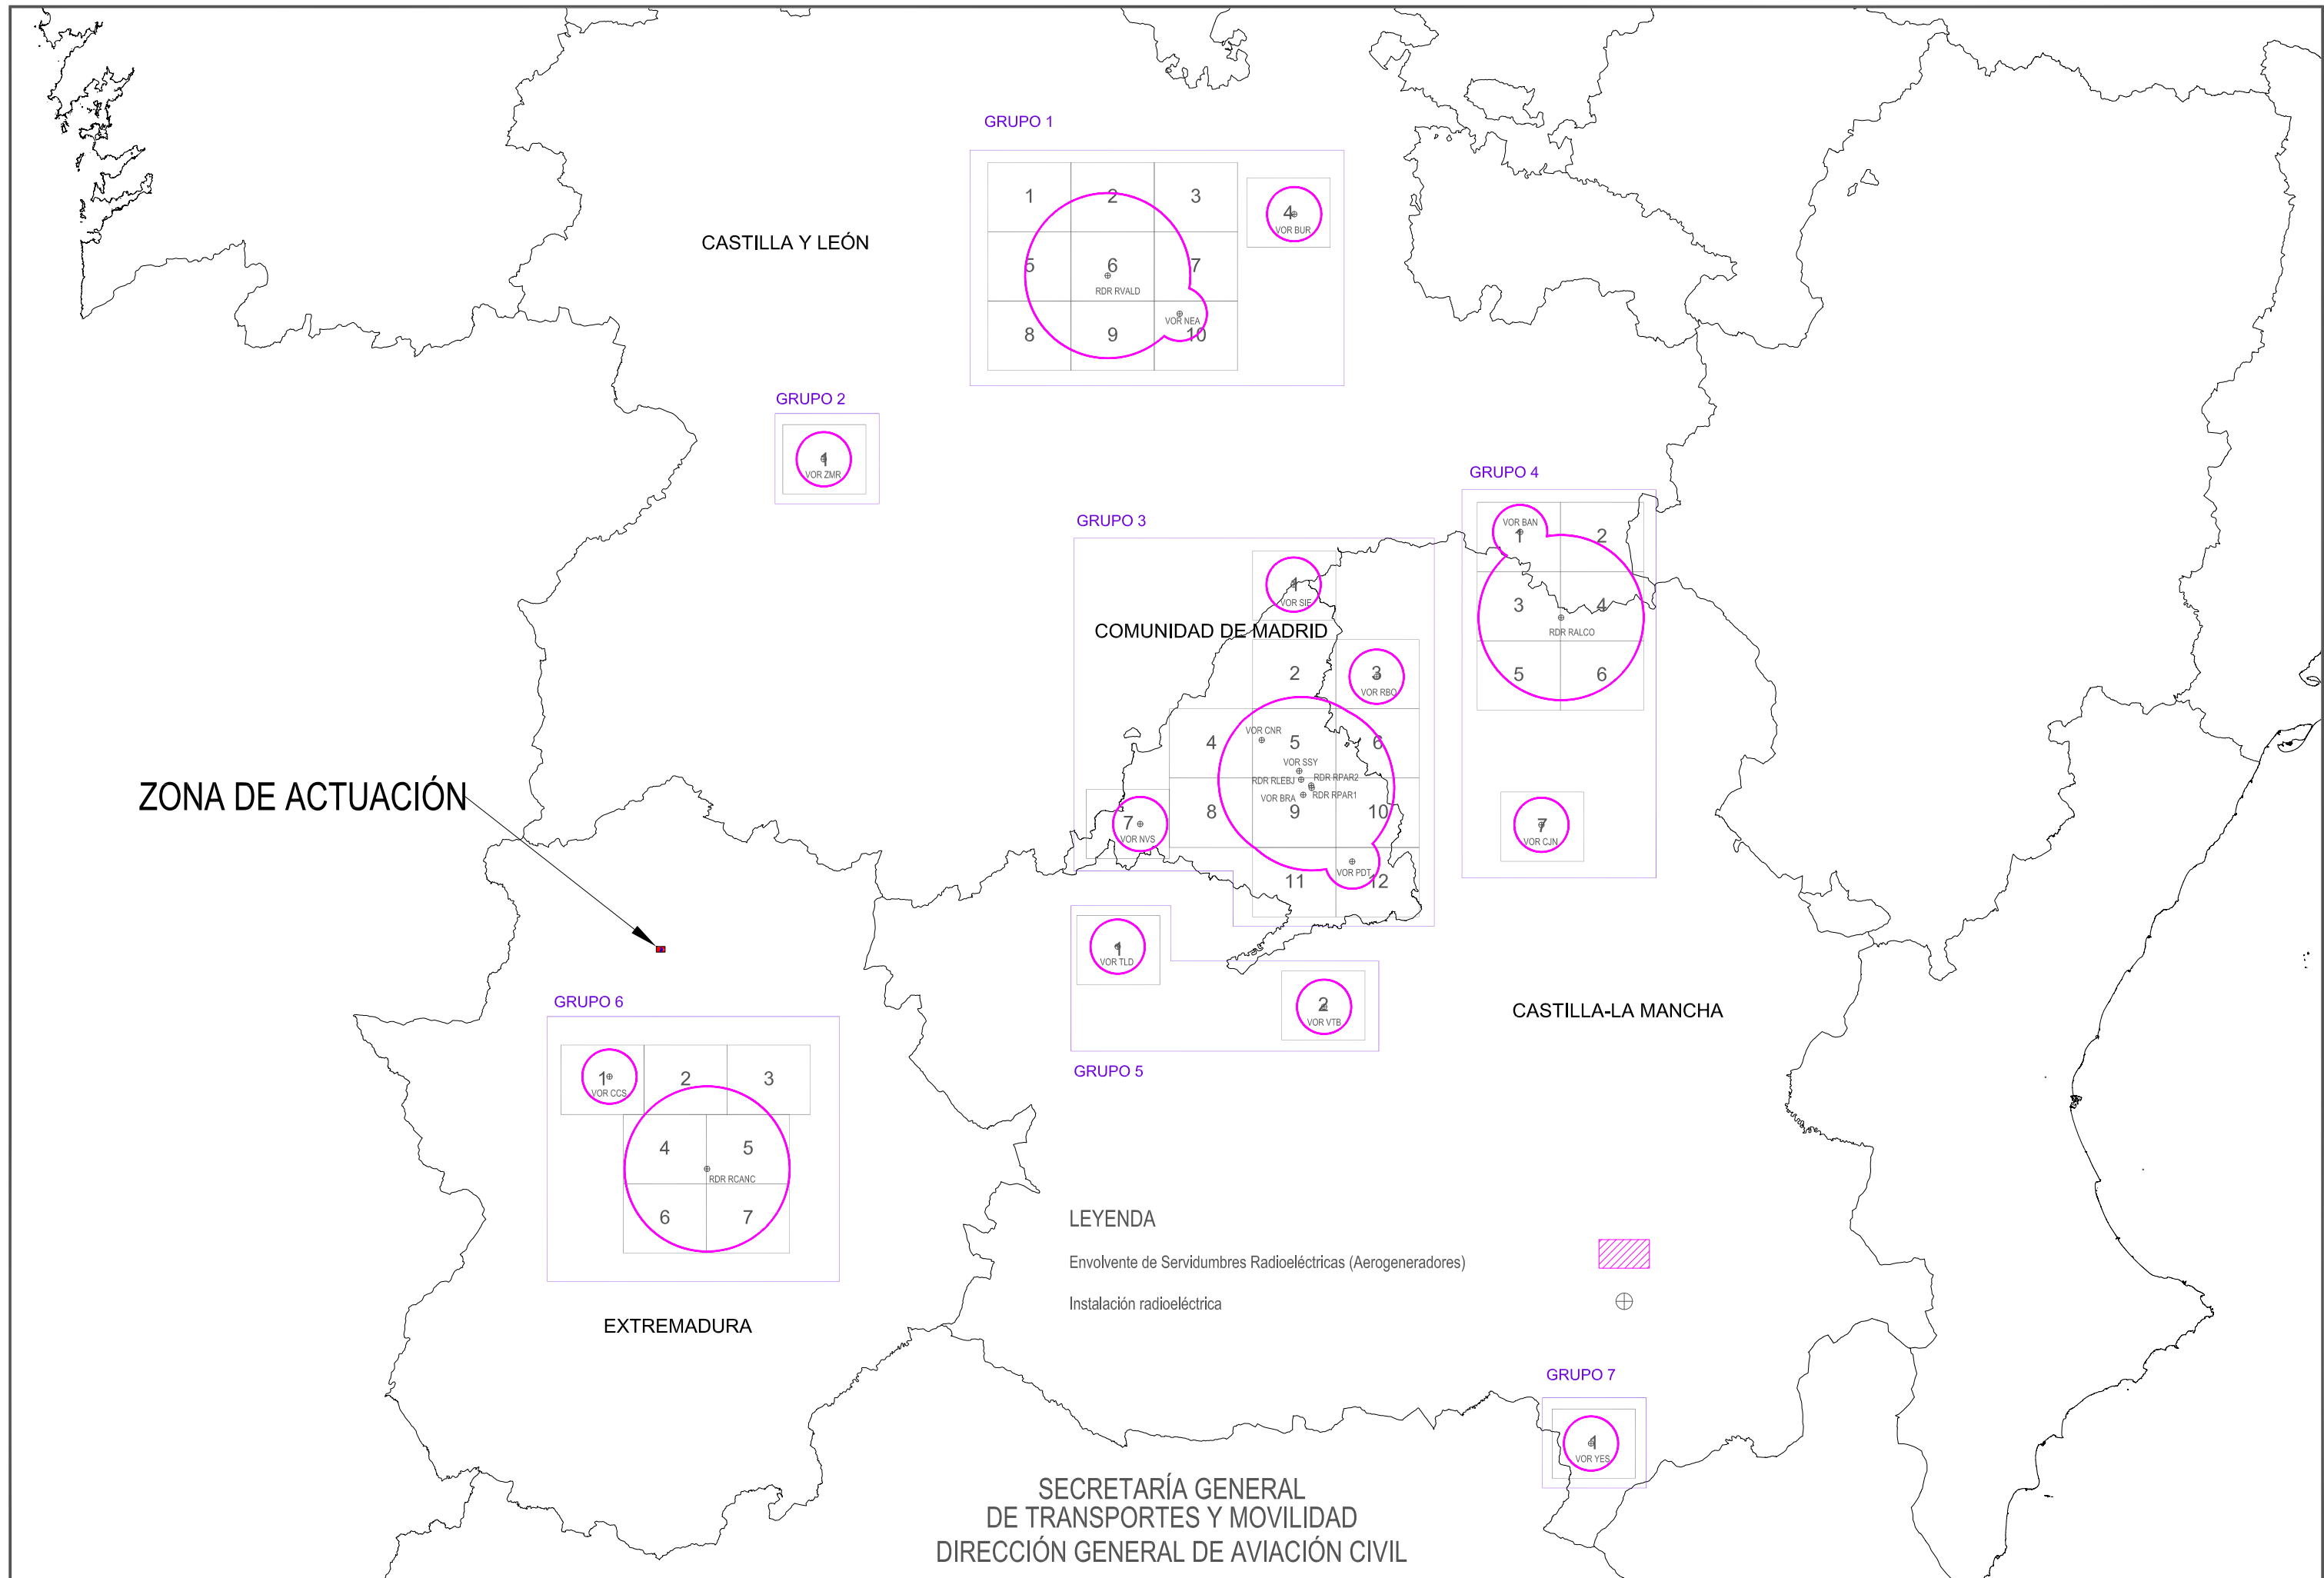 GRUPO 1
1
2
3
4
VOR BUR
CASTILLA Y LEÓN
5
6
7
RDR RVALD
VOR NEA
8
9
10
GRUPO 2
1
VOR ZMR
GRUPO 4
VOR BAN
1
2
3
4
RDR RALCO
5
6
7
VOR CJN
GRUPO 3
1
VOR SIE
COMUNIDAD DE MADRID
2
3
VOR RBO
VOR CNR
4
5
6
VOR SSY
RDR RLEBJ
RDR RPAR2
VOR BRA
RDR RPAR1
7
VOR NVS
8
9
10
VOR PDT
11
12
ZONA DE ACTUACIÓN
1
VOR TLD
2
VOR VTB
GRUPO 5
CASTILLA-LA MANCHA
GRUPO 6
1
VOR CCS
2
3
4
5
RDR RCANC
6
7
EXTREMADURA
LEYENDA
Envolvente de Servidumbres Radioeléctricas (Aerogeneradores)
Instalación radioeléctrica
GRUPO 7
1
VOR YES
SECRETARÍA GENERAL
DE TRANSPORTES Y MOVILIDAD
DIRECCIÓN GENERAL DE AVIACIÓN CIVIL